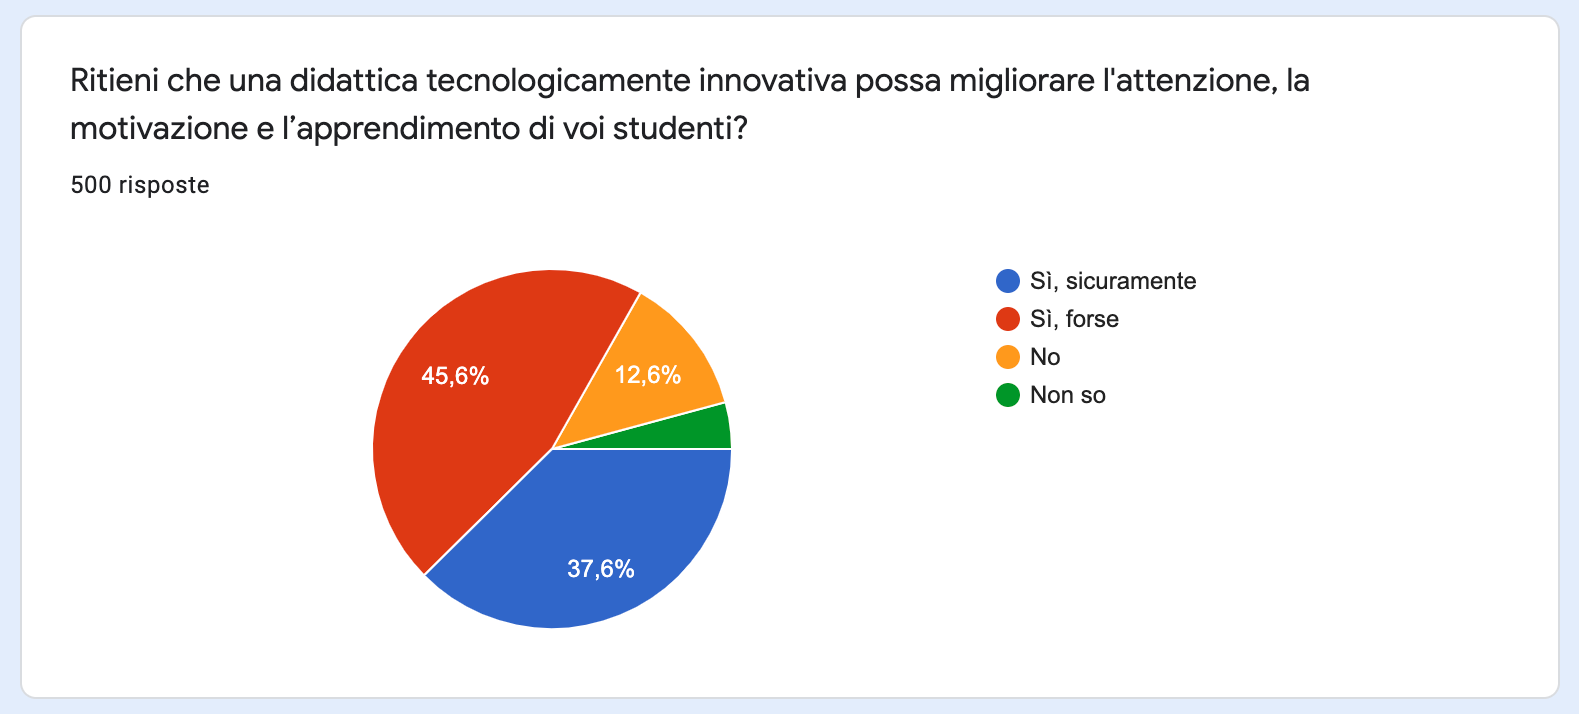 Ritieni che una didattica tecnologicamente innovativa possa migliorare l'attenzione, la
motivazione e l’apprendimento di voi studenti?
500 risposte
Sì, sicuramente
Sì, forse
No
Non so
45,6%
12,6%
37,6%